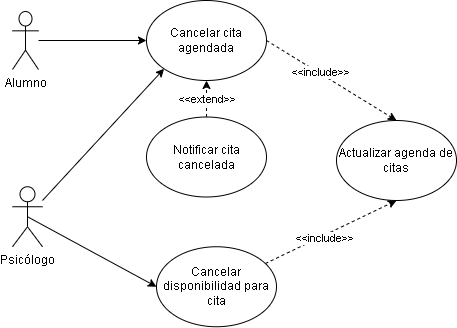 Cancelar cita
agendada
Alumno
<<include>>
<<extend>>
Notificar cita
cancelada
Actualizar agenda de
citas
Psicólogo
<<include>>
Cancelar
disponibilidad para
cita